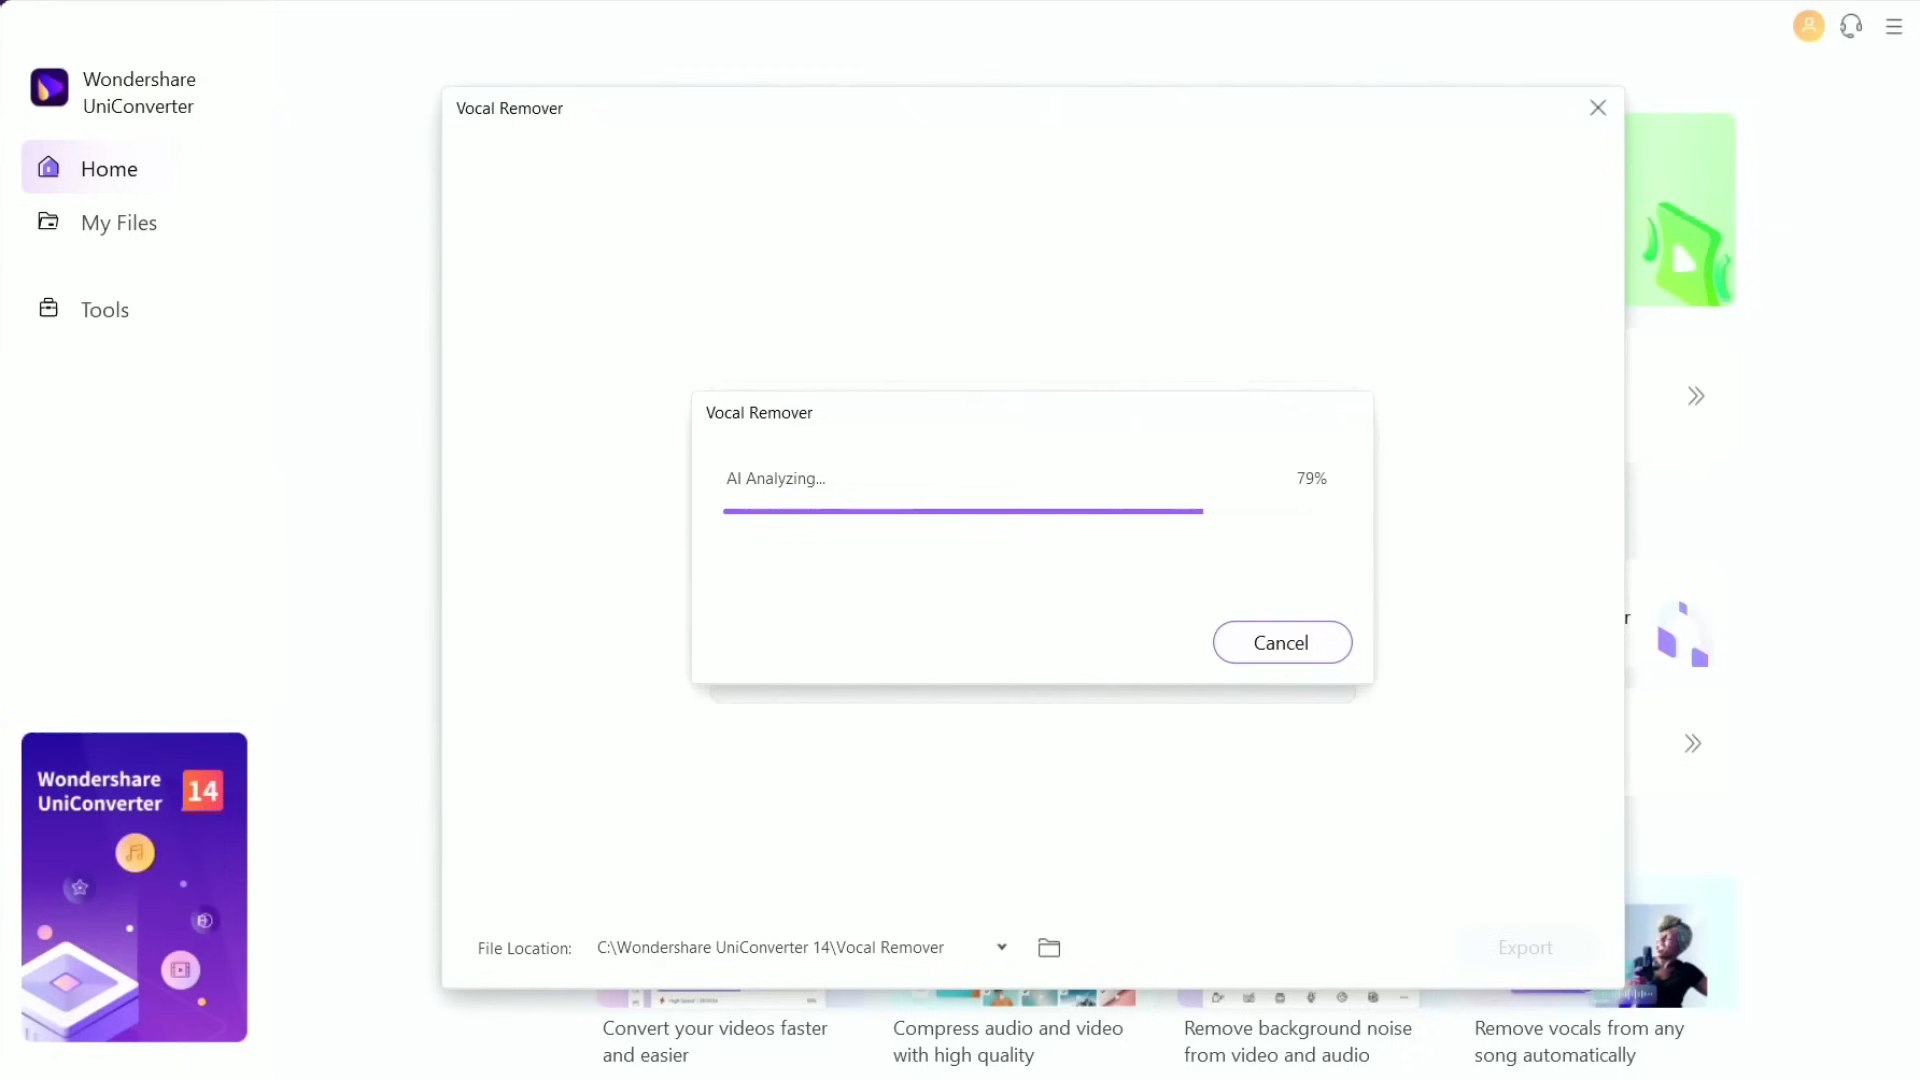 Wondershare
UniConverter
Home
My Files
Tools
Wondershare
UniConverter
14
Vocal Remover
Vocal Remover
AI Analyzing...
79%
Cancel
r
File Location:
C:\Wondershare UniConverter 14\Vocal Remover
Export
Convert your videos faster
and easier
Compress audio and video
with high quality
Remove background noise
from video and audio
Remove vocals from any
song automatically